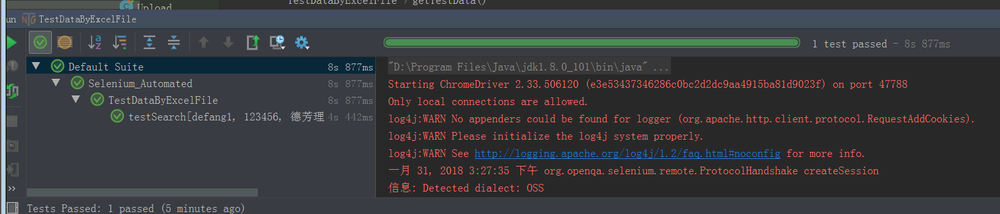 Upload
TestDataByExcelFile › getTestData()
un TestDataByExcelFile
1 test passed – 8s 877ms
Default Suite 8s 877ms
Selenium_Automated 8s 877ms
TestDataByExcelFile 8s 877ms
testSearch[defang1, 123456, 德芳理 4s 442ms
"D:\Program Files\Java\jdk1.8.0_101\bin\java" ...
Starting ChromeDriver 2.33.506120 (e3e53437346286c0bc2d2dc9aa4915ba81d9023f) on port 47788
Only local connections are allowed.
log4j:WARN No appenders could be found for logger (org.apache.http.client.protocol.RequestAddCookies).
log4j:WARN Please initialize the log4j system properly.
log4j:WARN See http://logging.apache.org/log4j/1.2/faq.html#noconfig for more info.
一月 31, 2018 3:27:35 下午 org.openqa.selenium.remote.ProtocolHandshake createSession
信息: Detected dialect: OSS
Tests Passed: 1 passed (5 minutes ago)